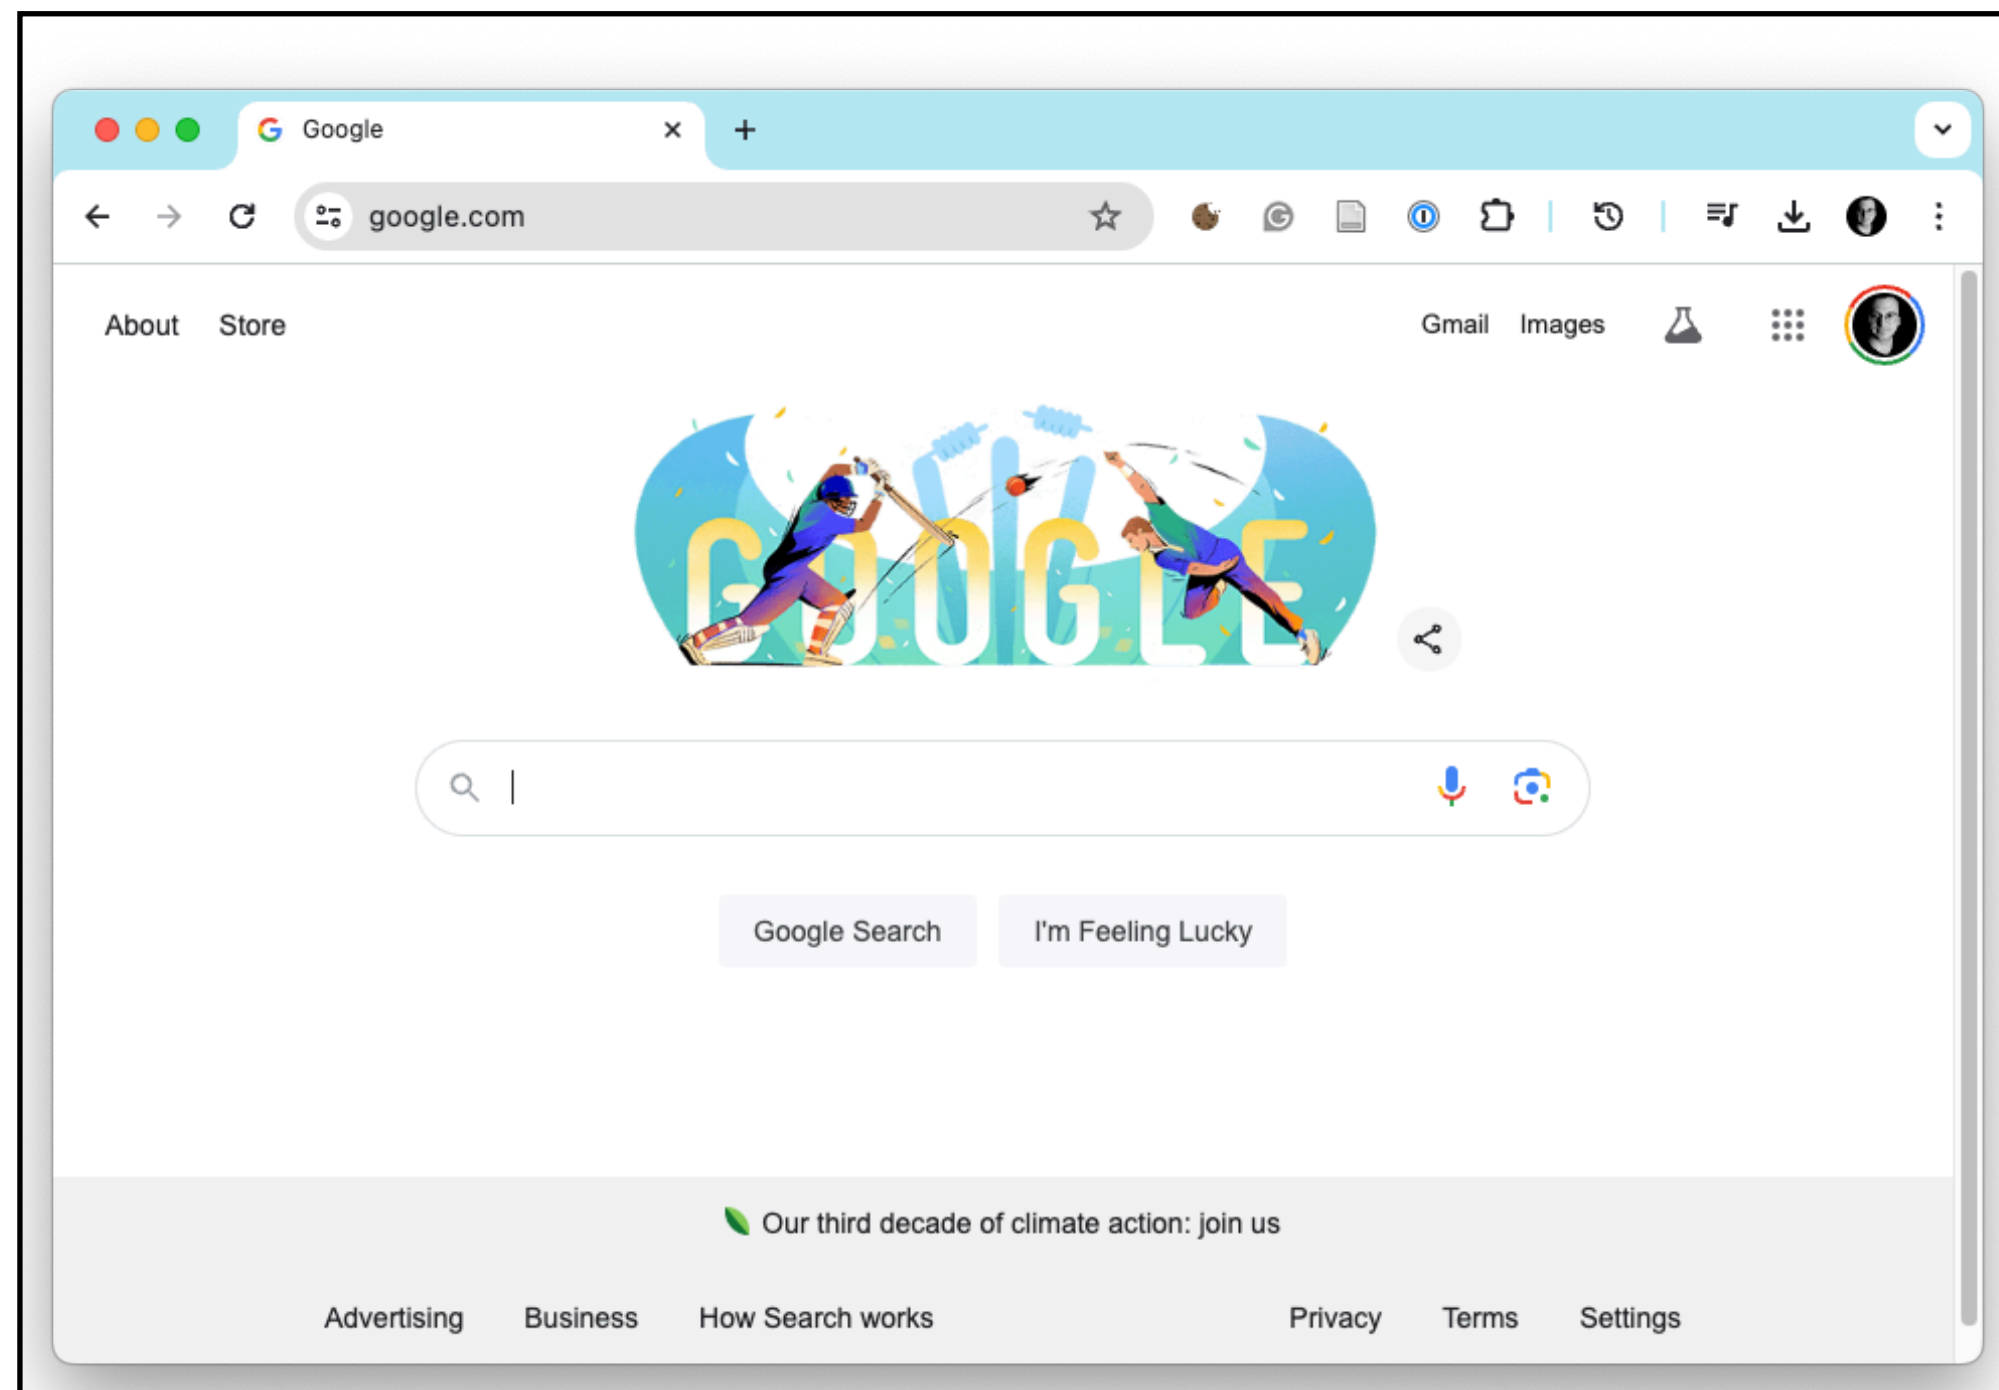 Google
google.com
About Store Gmail Images
GOOGLE
Google Search I'm Feeling Lucky
Our third decade of climate action: join us
Advertising Business How Search works Privacy Terms Settings